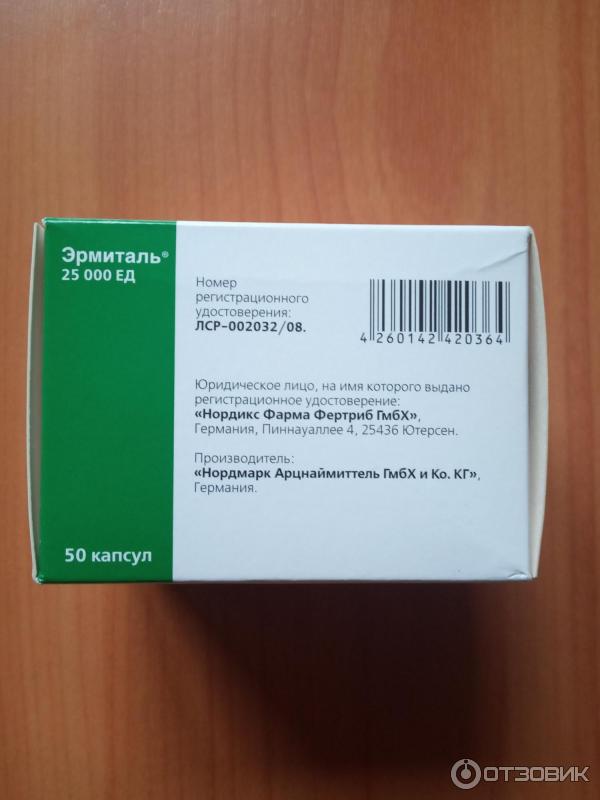 Эрмиталь®
25 000 ЕД
Номер
регистрационного
удостоверения:
ЛСР-002032/08.
4 260142 420364
Юридическое лицо, на имя которого выдано
регистрационное удостоверение:
«Нордикс Фарма Фертриб ГмбХ»,
Германия, Пиннауаллее 4, 25436 Ютерсен.
Производитель:
«Нордмарк Арцнаймиттель ГмбХ и Ко. КГ»,
Германия.
50 капсул
ОТЗОВИК